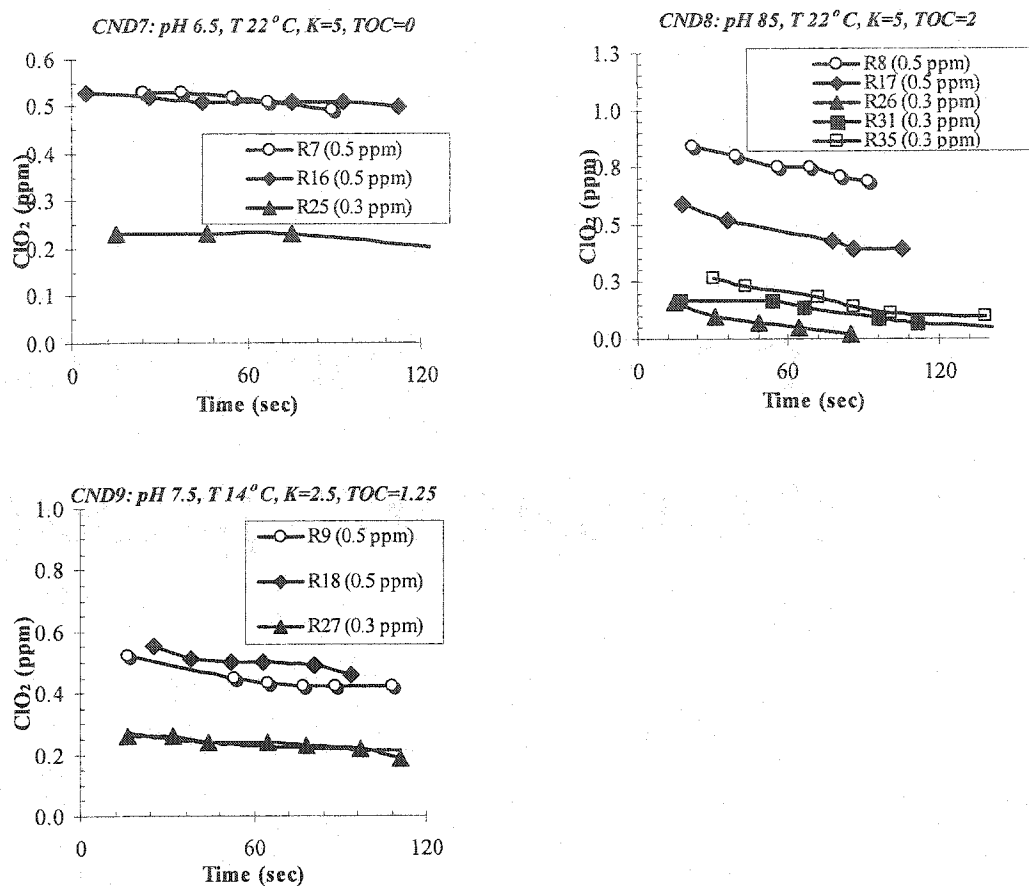 CND7: pH 6.5, T 22°C, K=5, TOC=0
0.6
0.5
0.4
0.3
0.2
0.1
0.0
ClO₂ (ppm)
R7 (0.5 ppm)
R16 (0.5 ppm)
R25 (0.3 ppm)
0
60
120
Time (sec)
CND8: pH 85, T 22°C, K=5, TOC=2
1.3
1.0
0.8
0.5
0.3
0.0
ClO₂ (ppm)
R8 (0.5 ppm)
R17 (0.5 ppm)
R26 (0.3 ppm)
R31 (0.3 ppm)
R35 (0.3 ppm)
0
60
120
Time (sec)
CND9: pH 7.5, T 14°C, K=2.5, TOC=1.25
1.0
0.8
0.6
0.4
0.2
0.0
ClO₂ (ppm)
R9 (0.5 ppm)
R18 (0.5 ppm)
R27 (0.3 ppm)
0
60
120
Time (sec)